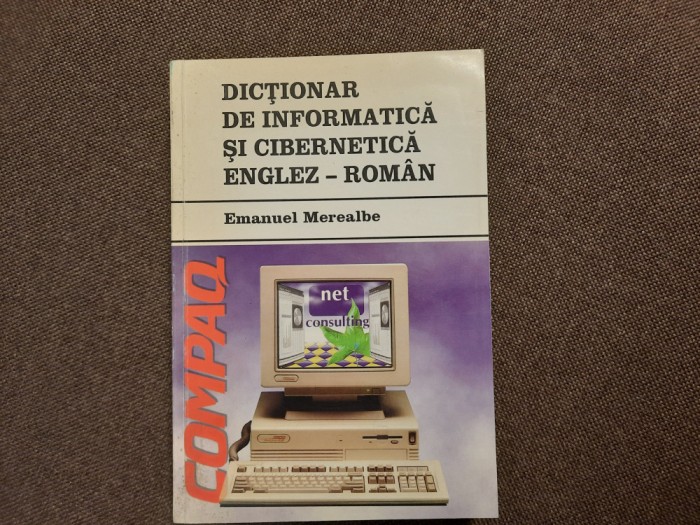 DICŢIONAR
DE INFORMATICĂ
ŞI CIBERNETICĂ
ENGLEZ – ROMÂN
Emanuel Merealbe
COMPAQ
net
consulting